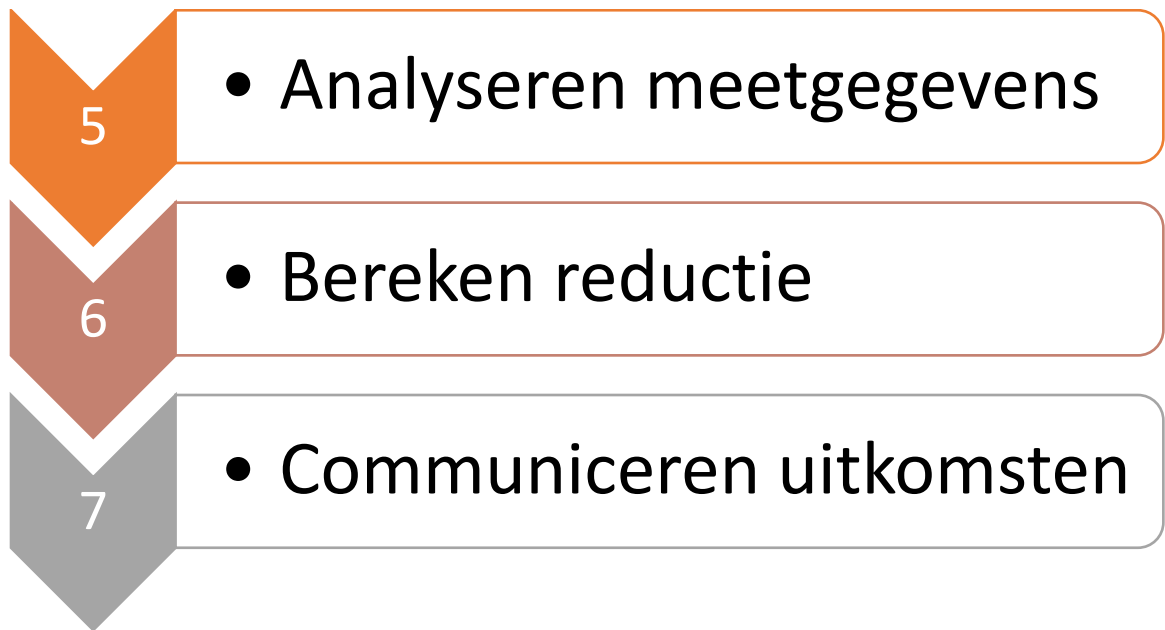 5
• Analyseren meetgegevens
6
• Bereken reductie
7
• Communiceren uitkomsten